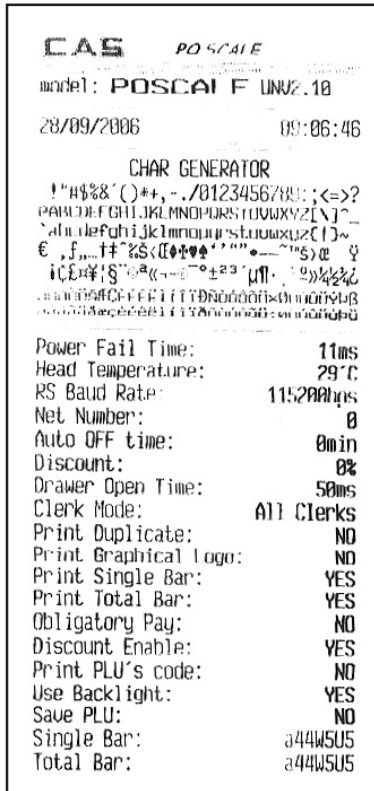 CAS POSCALE
model: POSCALE UNV2.10
28/09/2006 09:06:46
CHAR GENERATOR
!"#$%&'()*+,-./0123456789:;<=>?
Power Fail Time: 11ms
Head Temperature: 29°C
RS Baud Rate: 115200bps
Net Number: 0
Auto OFF time: 0min
Discount: 0%
Drawer Open Time: 50ms
Clerk Mode: All Clerks
Print Duplicate: NO
Print Graphical Logo: NO
Print Single Bar: YES
Print Total Bar: YES
Obligatory Pay: NO
Discount Enable: YES
Print PLU's code: NO
Use Backlight: YES
Save PLU: NO
Single Bar: a44W5U5
Total Bar: a44W5U5